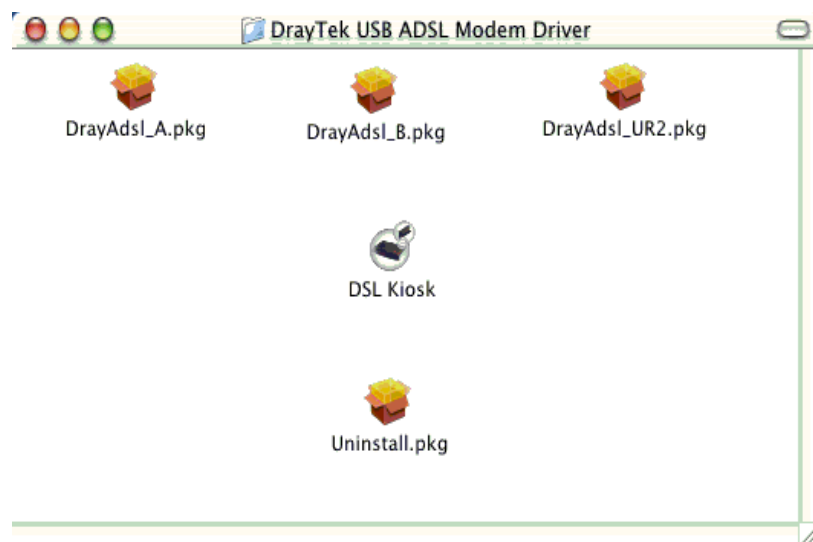 DrayTek USB ADSL Modem Driver
DrayAdsl_A.pkg
DrayAdsl_B.pkg
DrayAdsl_UR2.pkg
DSL Kiosk
Uninstall.pkg